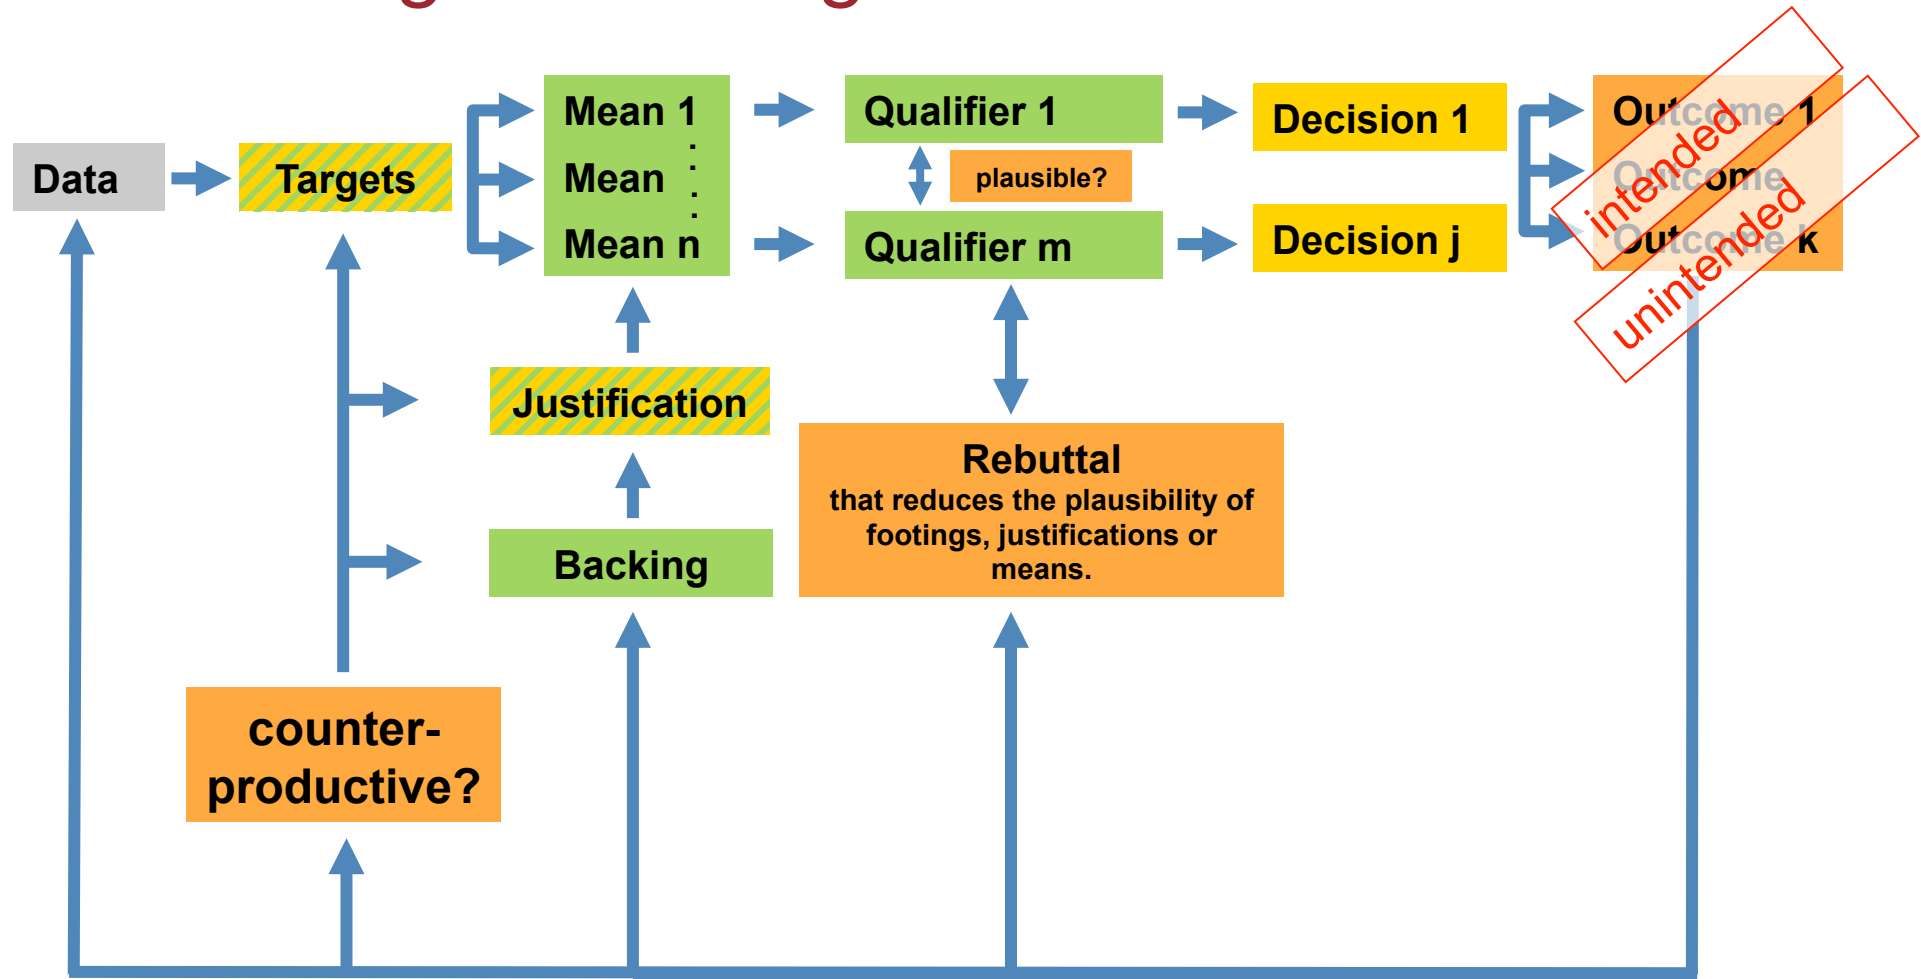 Data
Targets
Mean 1
Mean
Mean n
Qualifier 1
plausible?
Qualifier m
Decision 1
Decision j
Outcome 1
Outcome
Outcome k
intended
unintended
Justification
Backing
Rebuttal
that reduces the plausibility of
footings, justifications or
means.
counter-
productive?